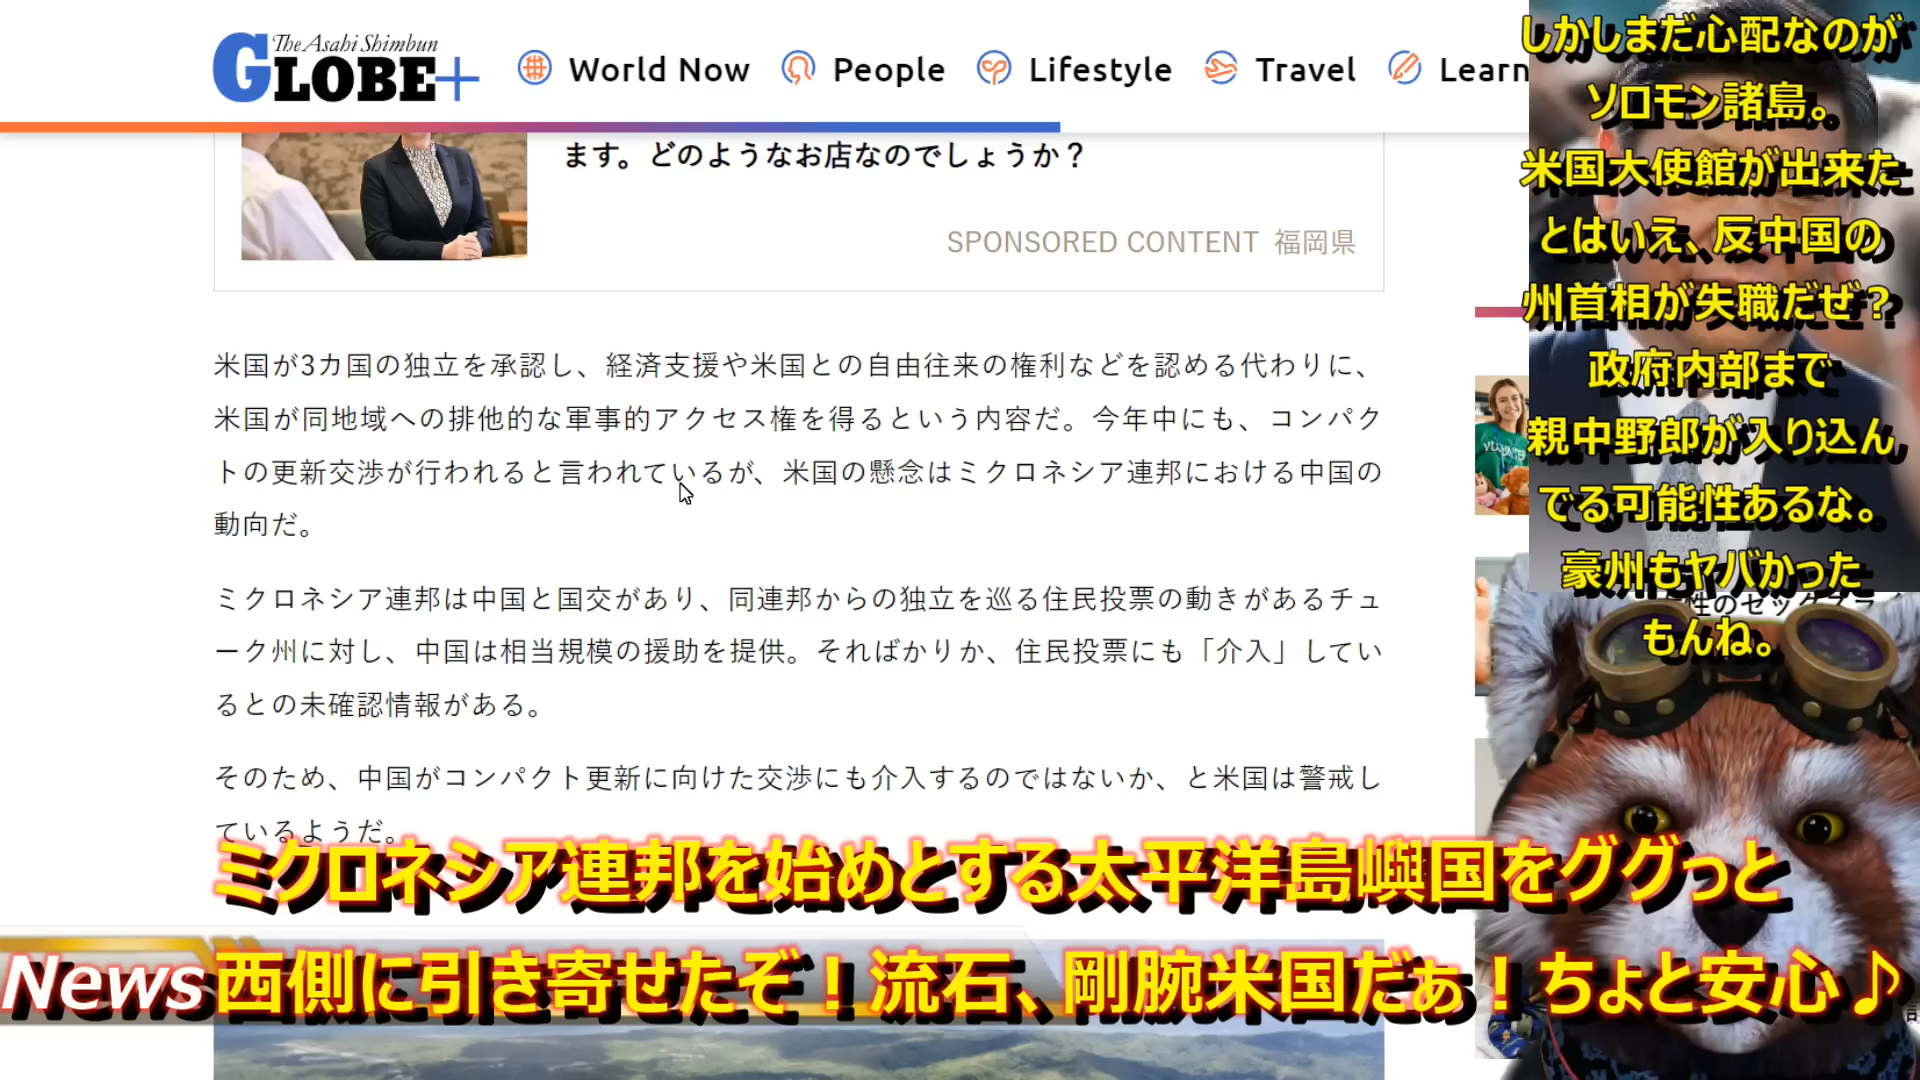 The Asahi Shimbun
GLOBE+
World Now
People
Lifestyle
Travel
Learn
ます。どのようなお店なのでしょうか？
SPONSORED CONTENT 福岡県
米国が3カ国の独立を承認し、経済支援や米国との自由往来の権利などを認める代わりに、
米国が同地域への排他的な軍事的アクセス権を得るという内容だ。今年中にも、コンパク
トの更新交渉が行われると言われているが、米国の懸念はミクロネシア連邦における中国の
動向だ。
ミクロネシア連邦は中国と国交があり、同連邦からの独立を巡る住民投票の動きがあるチュ
ーク州に対し、中国は相当規模の援助を提供。そればかりか、住民投票にも「介入」してい
るとの未確認情報がある。
そのため、中国がコンパクト更新に向けた交渉にも介入するのではないか、と米国は警戒し
ているようだ。
しかしまだ心配なのが
ソロモン諸島。
米国大使館が出来た
とはいえ、反中国の
州首相が失職だぜ？
政府内部まで
親中野郎が入り込ん
でる可能性あるな。
豪州もヤバかった
もんね。
ミクロネシア連邦を始めとする太平洋島嶼国をググっと
News
西側に引き寄せたぞ！流石、剛腕米国だぁ！ちょと安心♪